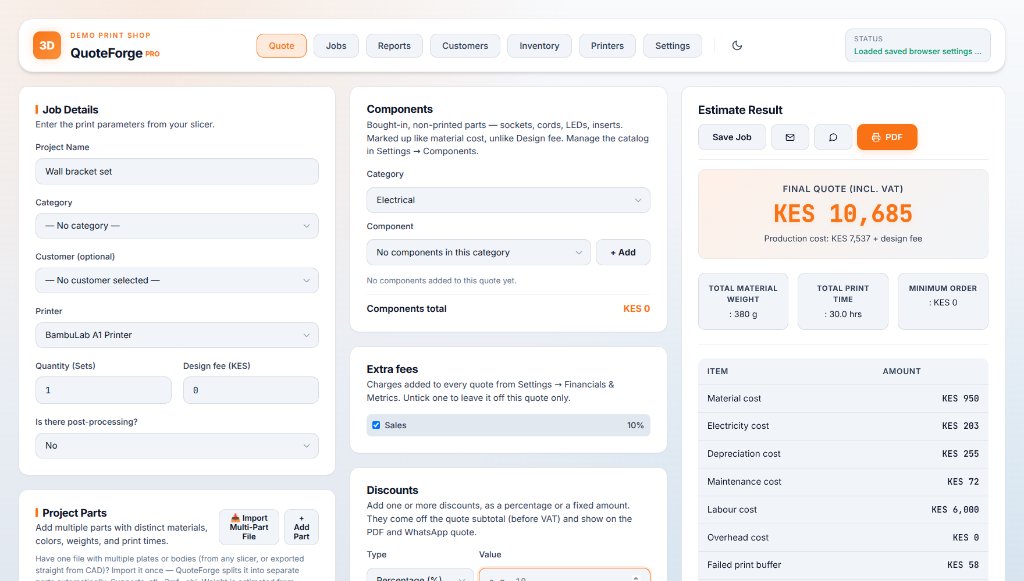 3D
DEMO PRINT SHOP
QuoteForge PRO
Quote
Jobs
Reports
Customers
Inventory
Printers
Settings
STATUS
Loaded saved browser settings ...
Job Details
Enter the print parameters from your slicer.
Project Name
Wall bracket set
Category
— No category —
Customer (optional)
— No customer selected —
Printer
BambuLab A1 Printer
Quantity (Sets)
Design fee (KES)
1
0
Is there post-processing?
No
Project Parts
Add multiple parts with distinct materials,
colors, weights, and print times.
Import
Multi-Part
File
+
Add
Part
Have one file with multiple plates or bodies (from any slicer, or exported
straight from CAD)? Import it once — QuoteForge splits it into separate
Components
Bought-in, non-printed parts — sockets, cords, LEDs, inserts.
Marked up like material cost, unlike Design fee. Manage the catalog
in Settings → Components.
Category
Electrical
Component
No components in this category
+ Add
No components added to this quote yet.
Components total
KES 0
Extra fees
Charges added to every quote from Settings → Financials &
Metrics. Untick one to leave it off this quote only.
Sales
10%
Discounts
Add one or more discounts, as a percentage or a fixed amount.
They come off the quote subtotal (before VAT) and show on the
PDF and WhatsApp quote.
Type
Value
Percentage (%)
Estimate Result
Save Job
PDF
FINAL QUOTE (INCL. VAT)
KES 10,685
Production cost: KES 7,537 + design fee
TOTAL MATERIAL
WEIGHT
: 380 g
TOTAL PRINT
TIME
: 30.0 hrs
MINIMUM ORDER
: KES 0
ITEM
AMOUNT
Material cost
KES 950
Electricity cost
KES 203
Depreciation cost
KES 255
Maintenance cost
KES 72
Labour cost
KES 6,000
Overhead cost
KES 0
Failed print buffer
KES 58